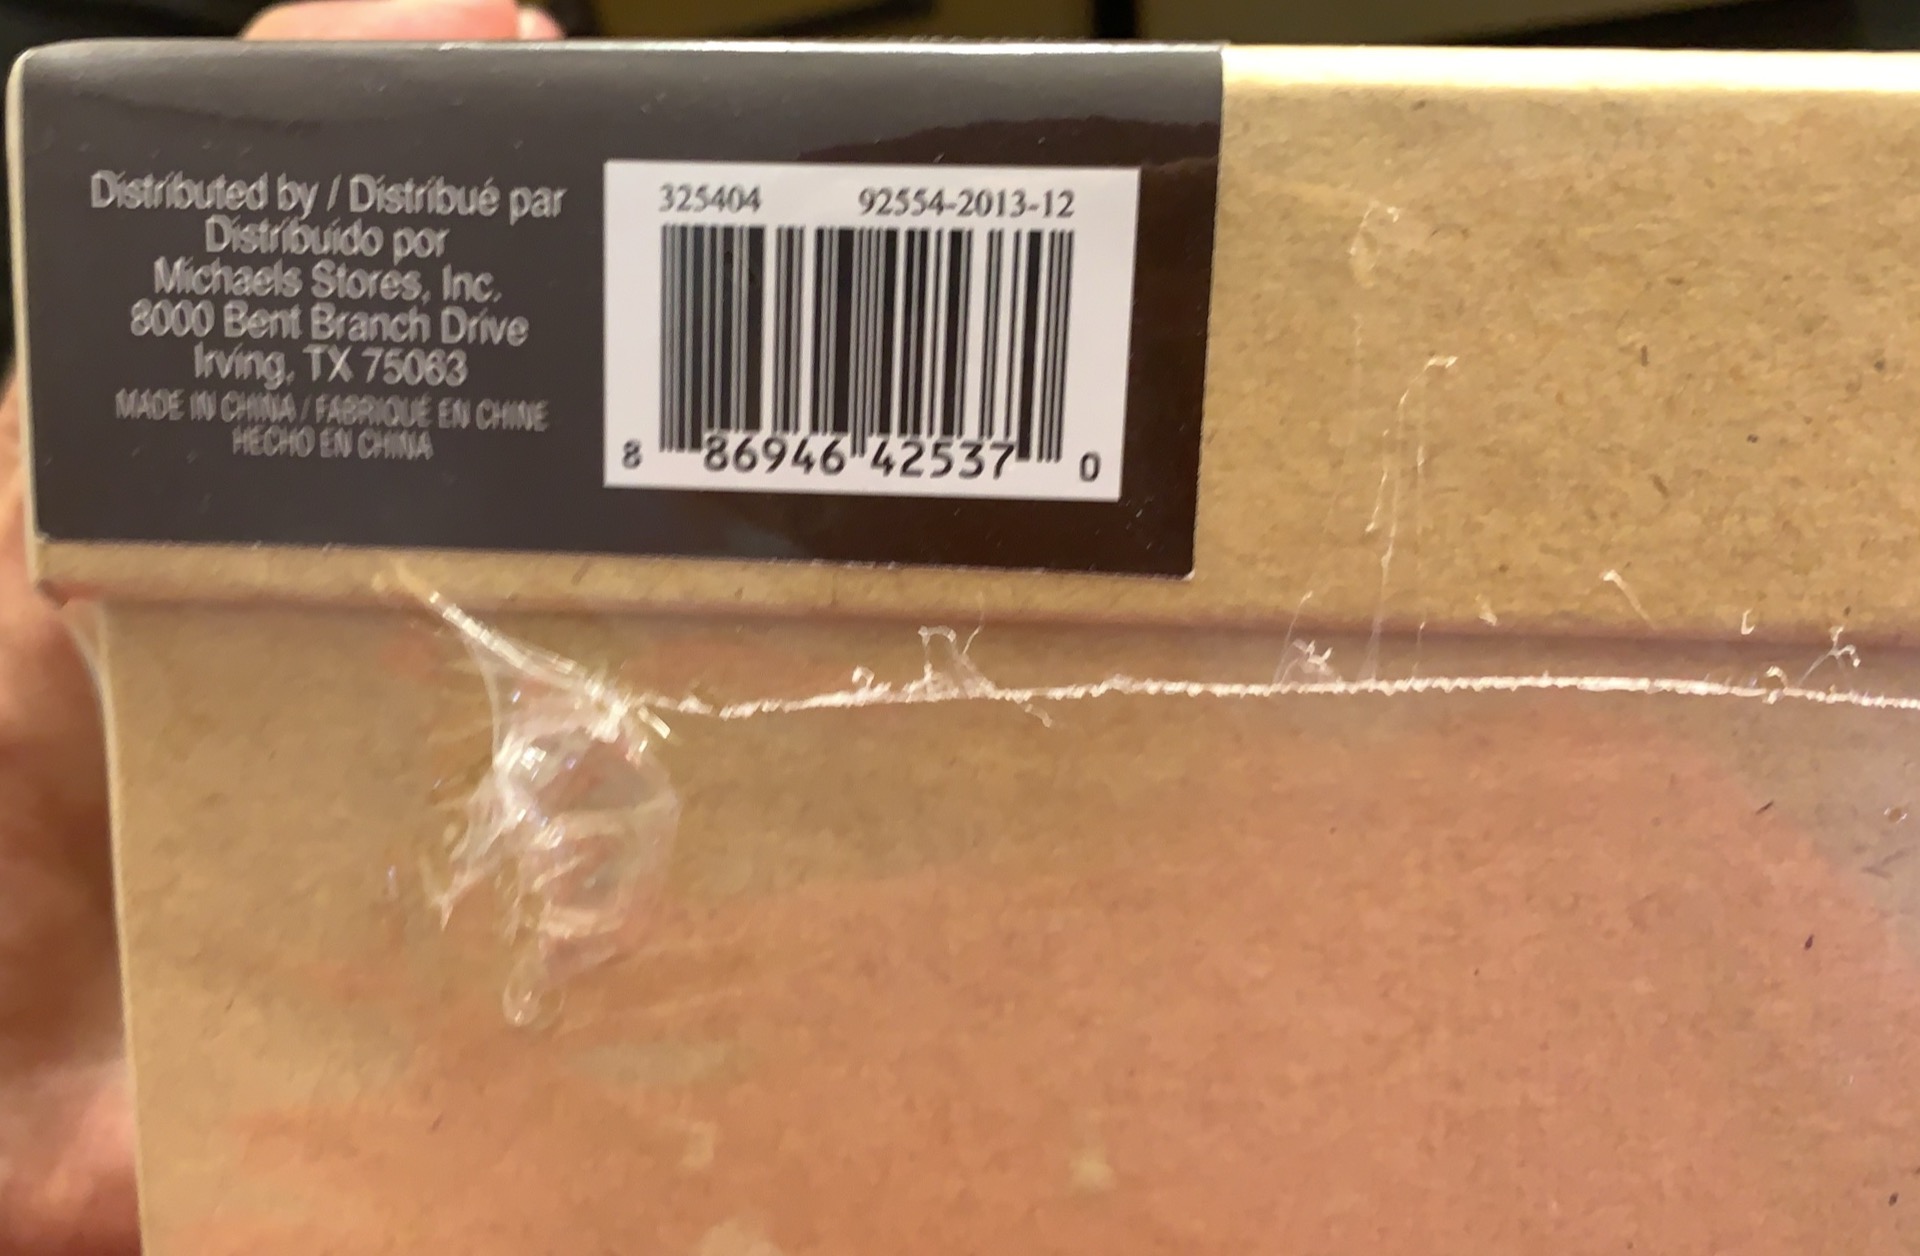 Distributed by / Distribué par
Distribuido por
Michaels Stores, Inc.
8000 Bent Branch Drive
Irving, TX 75063
MADE IN CHINA / FABRIQUÉ EN CHINE
HECHO EN CHINA
325404 92554-2013-12
8 86946 42537 0